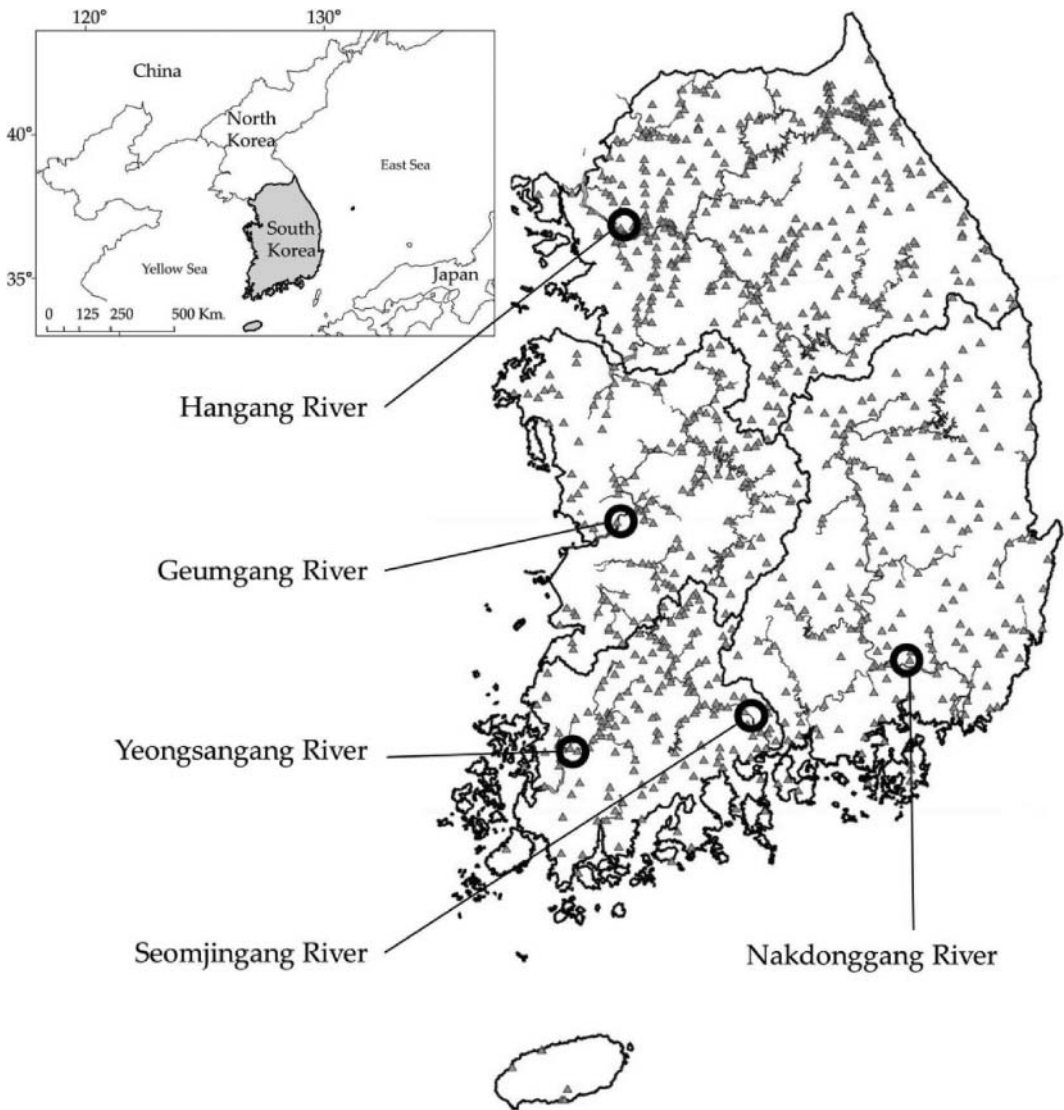 120°
130°
China
North
Korea
40°
East Sea
South
Korea
35°
Yellow Sea
Japan
0 125 250 500 Km.
Hangang River
Geumgang River
Yeongsangang River
Seomjingang River
Nakdonggang River